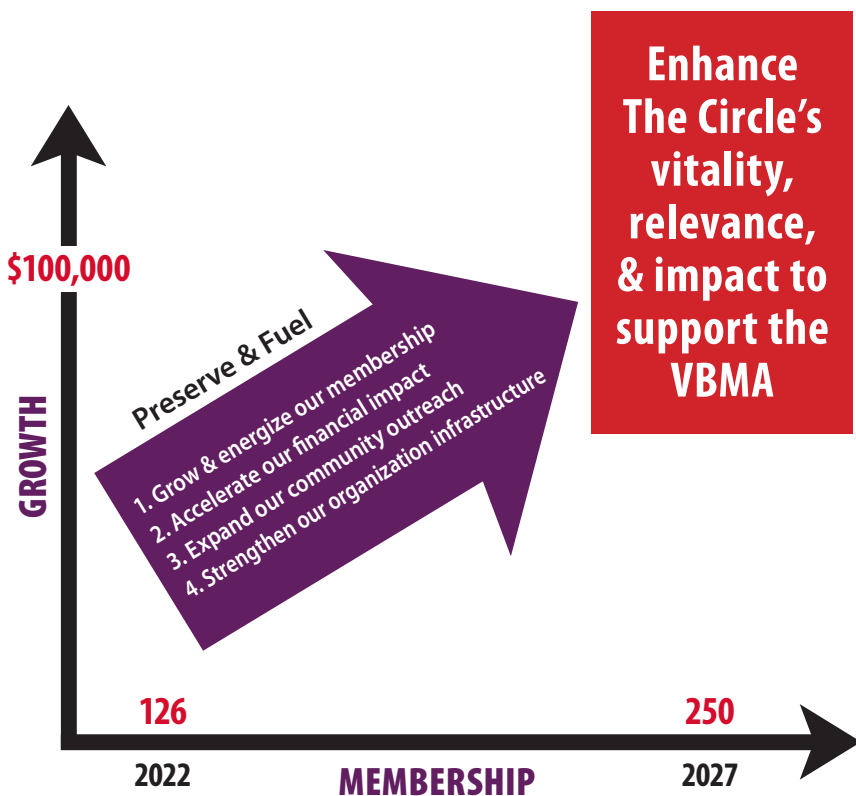 Enhance
The Circle’s
vitality,
relevance,
& impact to
support the
VBMA
$100,000
GROWTH
Preserve & Fuel
1. Grow & energize our membership
2. Accelerate our financial impact
3. Expand our community outreach
4. Strengthen our organization infrastructure
126
250
2022
MEMBERSHIP
2027